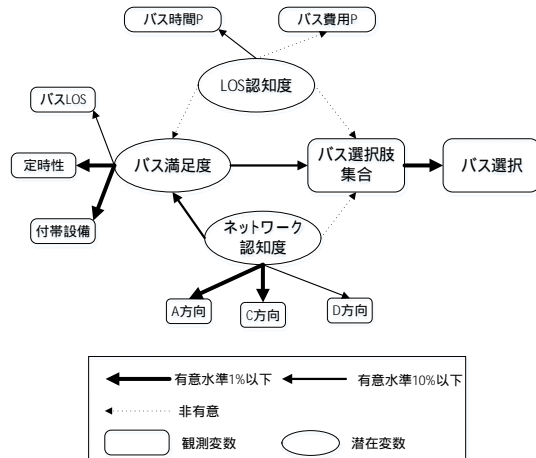 バス時間P
バス費用P
LOS認知度
バスLOS
定時性
バス満足度
バス選択肢
集合
バス選択
付帯設備
ネットワーク
認知度
A方向
C方向
D方向
有意水準1%以下
有意水準10%以下
非有意
観測変数
潜在変数